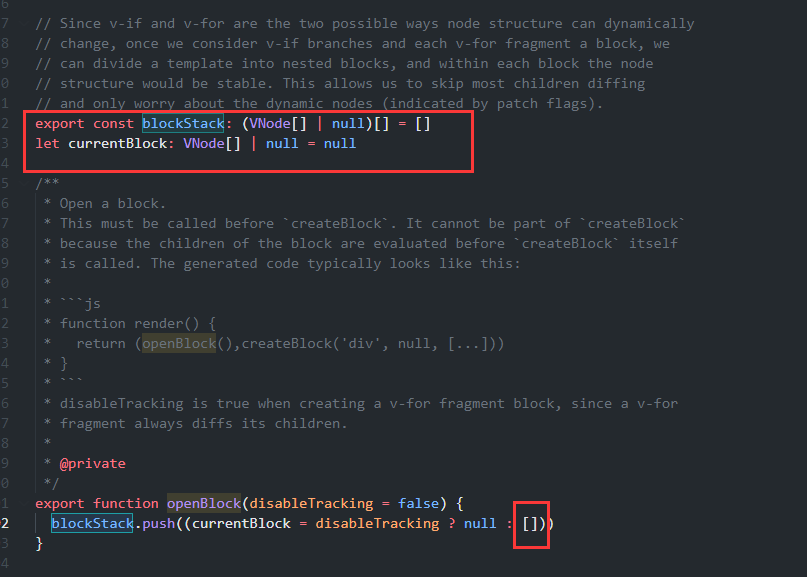 6
7 // Since v-if and v-for are the two possible ways node structure can dynamically
8 // change, once we consider v-if branches and each v-for fragment a block, we
9 // can divide a template into nested blocks, and within each block the node
0 // structure would be stable. This allows us to skip most children diffing
1 // and only worry about the dynamic nodes (indicated by patch flags).
2 export const blockStack: (VNode[] | null)[] = []
3 let currentBlock: VNode[] | null = null
4
5 /**
6  * Open a block.
7  * This must be called before `createBlock`. It cannot be part of `createBlock`
8  * because the children of the block are evaluated before `createBlock` itself
9  * is called. The generated code typically looks like this:
0  *
1  * ```js
2  * function render() {
3  *   return (openBlock(),createBlock('div', null, [...]))
4  * }
5  * ```
6  * disableTracking is true when creating a v-for fragment block, since a v-for
7  * fragment always diffs its children.
8  *
9  * @private
0  */
1 export function openBlock(disableTracking = false) {
2   blockStack.push((currentBlock = disableTracking ? null : []))
3 }
4